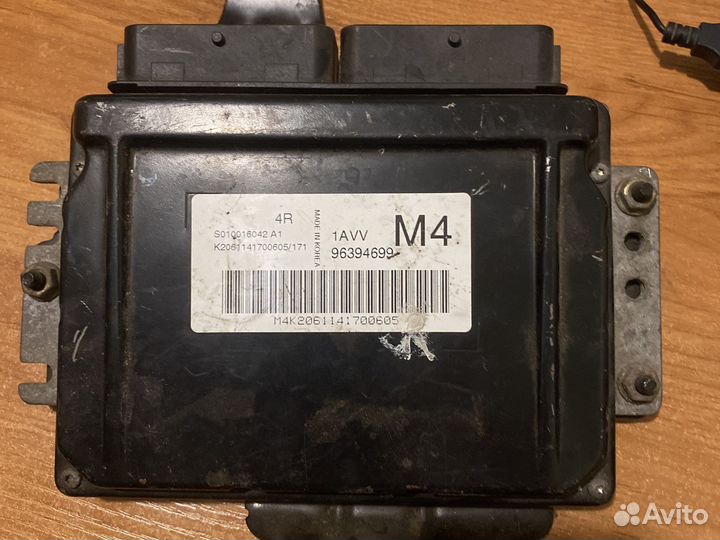 4R
S010016042 A1
K2061141700605/171
MADE IN KOREA
1AVV
M4
96394699
M4K2061141700605
Avito